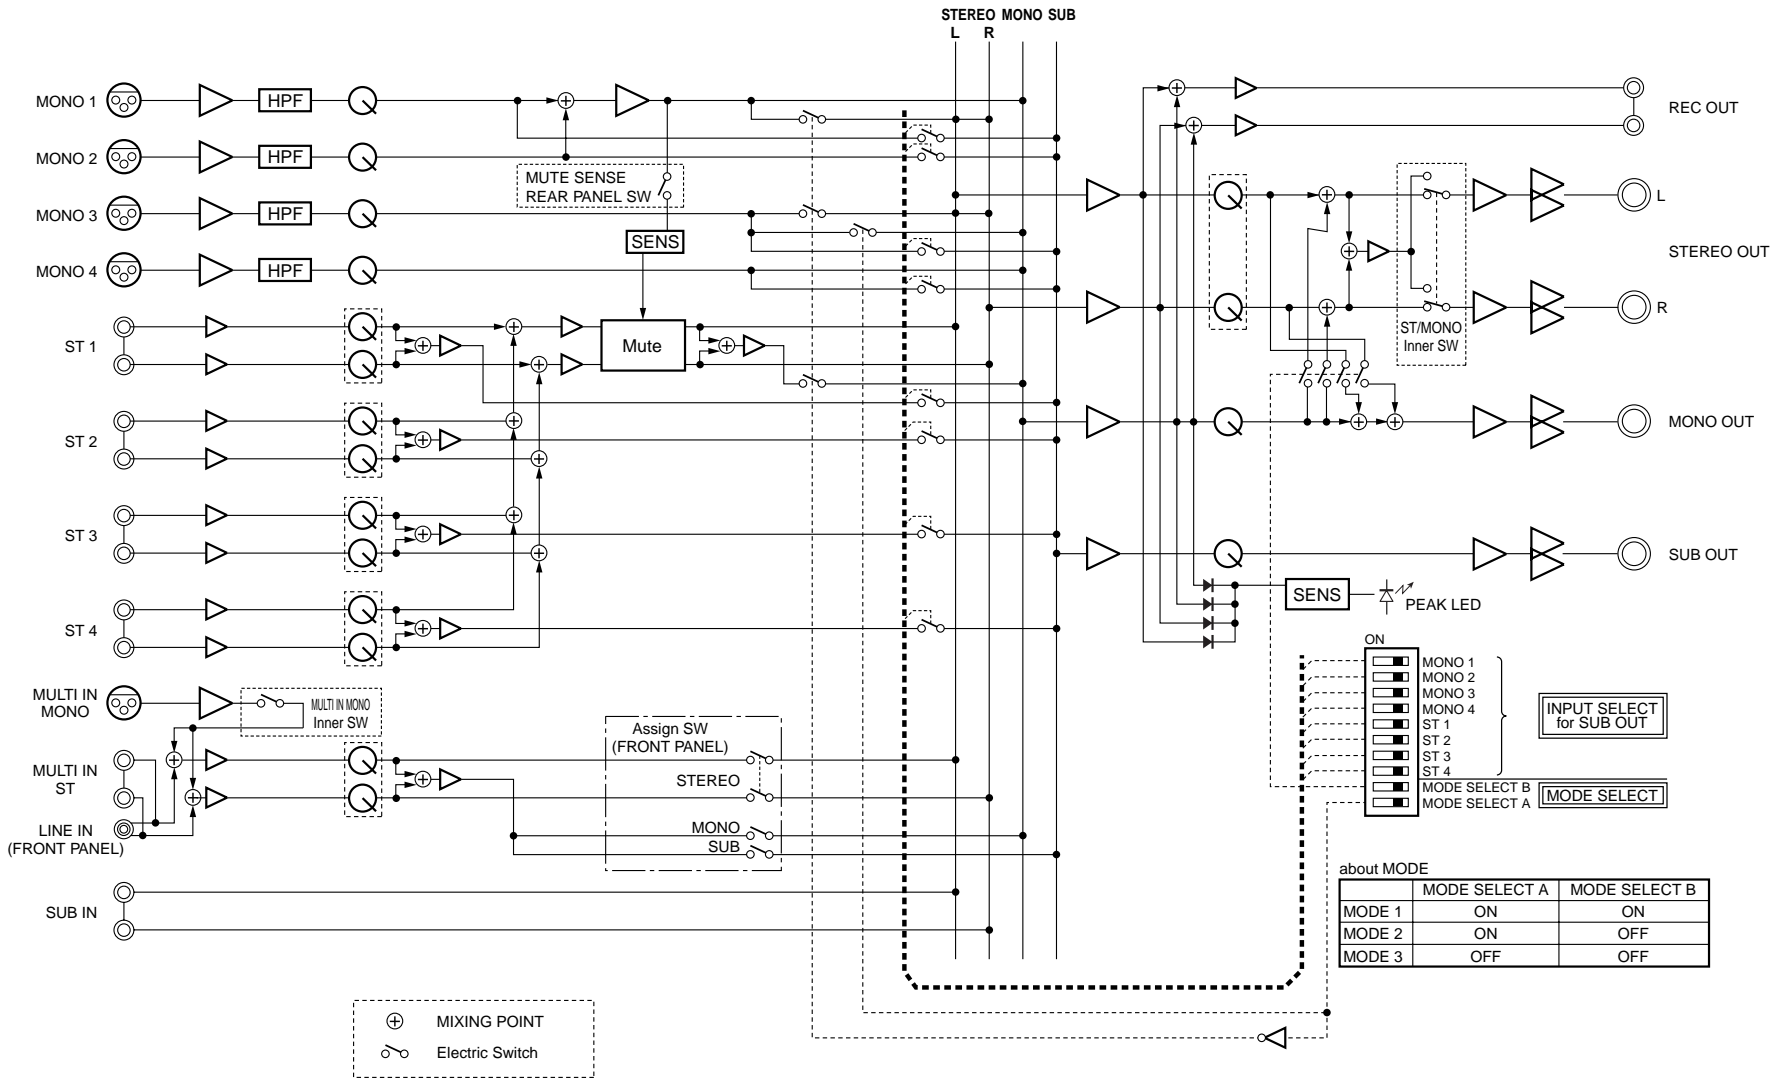 STEREO MONO SUB
L R
MONO 1
HPF
MONO 2
HPF
MUTE SENSE
REAR PANEL SW
MONO 3
HPF
SENS
MONO 4
HPF
ST 1
Mute
ST 2
ST 3
ST 4
MULTI IN
MONO
MULTI IN MONO
Inner SW
MULTI IN
ST
LINE IN
(FRONT PANEL)
Assign SW
(FRONT PANEL)
STEREO
MONO
SUB
SUB IN
MIXING POINT
Electric Switch
REC OUT
L
STEREO OUT
R
ST/MONO
Inner SW
MONO OUT
SUB OUT
SENS
PEAK LED
ON
MONO 1
MONO 2
MONO 3
MONO 4
ST 1
ST 2
ST 3
ST 4
MODE SELECT B
MODE SELECT A
INPUT SELECT
for SUB OUT
MODE SELECT
about MODE
MODE SELECT A MODE SELECT B
MODE 1 ON ON
MODE 2 ON OFF
MODE 3 OFF OFF